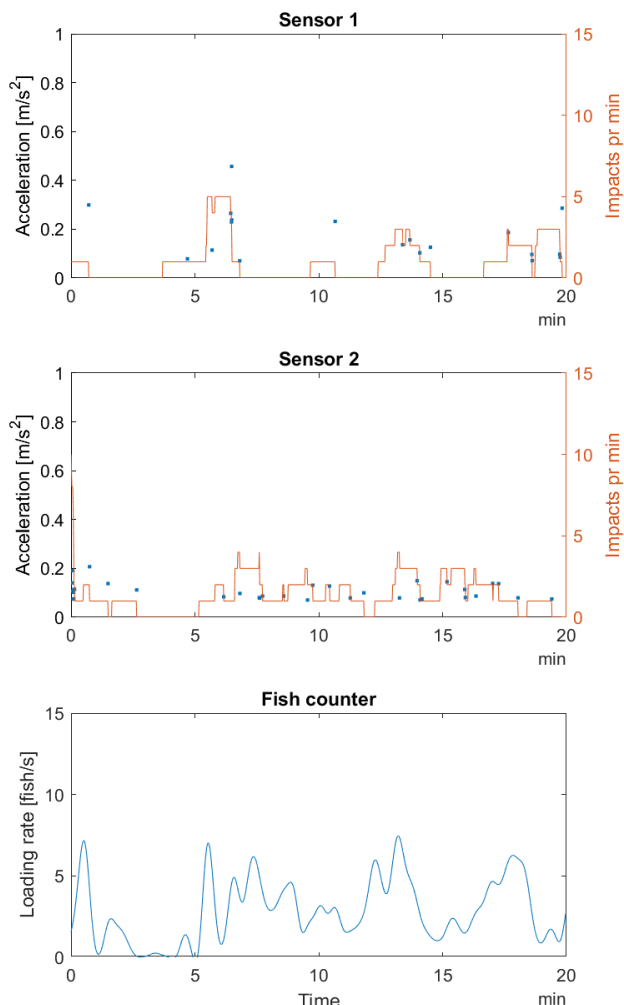 Sensor 1
Acceleration [m/s²]
Impacts pr min
1
0.8
0.6
0.4
0.2
0
15
10
5
0
0 5 10 15 20
min
Sensor 2
Acceleration [m/s²]
Impacts pr min
1
0.8
0.6
0.4
0.2
0
15
10
5
0
0 5 10 15 20
min
Fish counter
Loading rate [fish/s]
15
10
5
0
0 5 10 15 20
Time
min